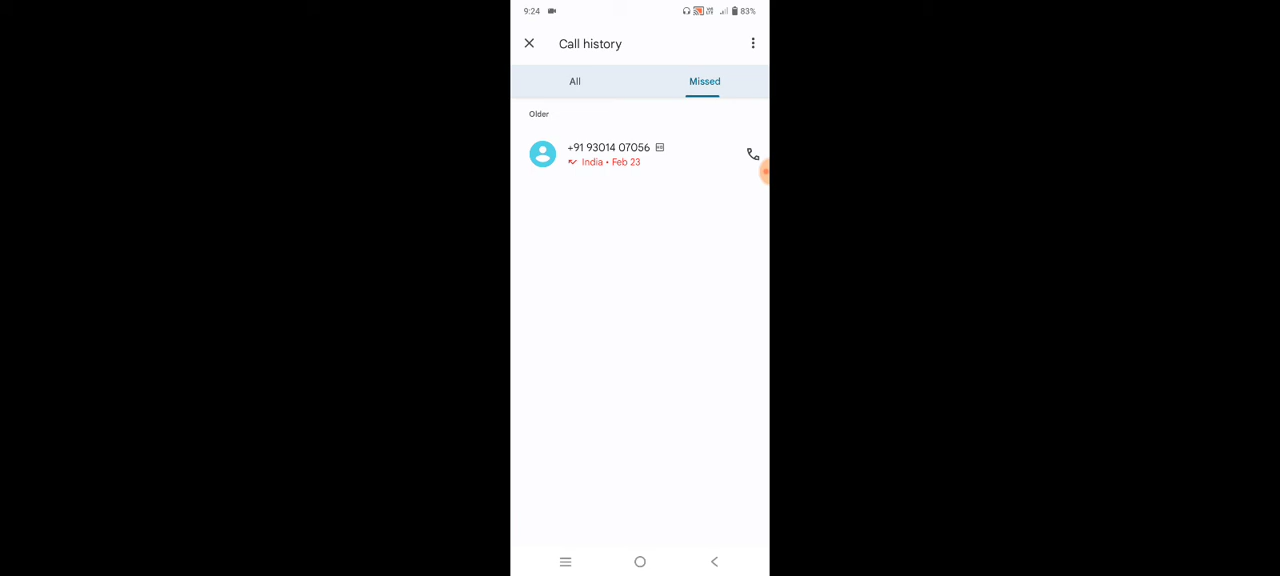 9:24 83%
Call history
All Missed
Older
+91 93014 07056
India • Feb 23